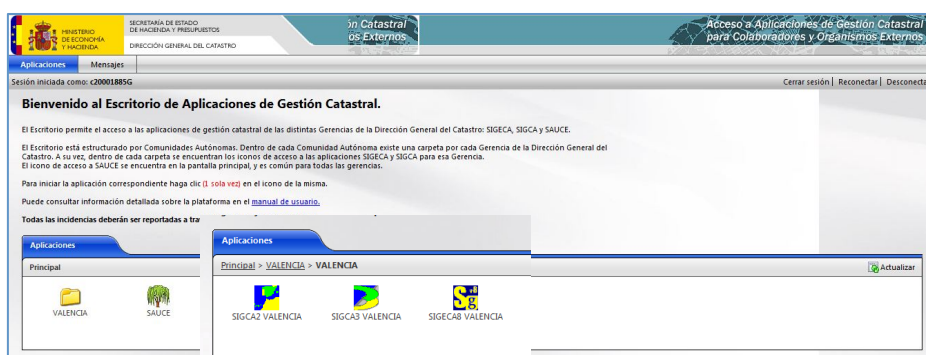 MINISTERIO
DE ECONOMÍA
Y HACIENDA
SECRETARÍA DE ESTADO
DE HACIENDA Y PRESUPUESTOS
DIRECCIÓN GENERAL DEL CATASTRO
ón Catastral
os Externos
Acceso a Aplicaciones de Gestión Catastral
para Colaboradores y Organismos Externos
Aplicaciones Mensajes
Sesión iniciada como: c20001885G
Cerrar sesión | Reconectar | Desconecta
Bienvenido al Escritorio de Aplicaciones de Gestión Catastral.
El Escritorio permite el acceso a las aplicaciones de gestión catastral de las distintas Gerencias de la Dirección General del Catastro: SIGECA, SIGCA y SAUCE.
El Escritorio está estructurado por Comunidades Autónomas. Dentro de cada Comunidad Autónoma existe una carpeta por cada Gerencia de la Dirección General del
Catastro. A su vez, dentro de cada carpeta se encuentran los iconos de acceso a las aplicaciones SIGECA y SIGCA para esa Gerencia.
El icono de acceso a SAUCE se encuentra en la pantalla principal, y es común para todas las gerencias.
Para iniciar la aplicación correspondiente haga clic (1 sola vez) en el icono de la misma.
Puede consultar información detallada sobre la plataforma en el manual de usuario.
Todas las incidencias deberán ser reportadas a tra
Aplicaciones
Principal
VALENCIA
SAUCE
Aplicaciones
Principal > VALENCIA > VALENCIA
Actualizar
SIGCA2 VALENCIA
SIGCA3 VALENCIA
SIGECA8 VALENCIA